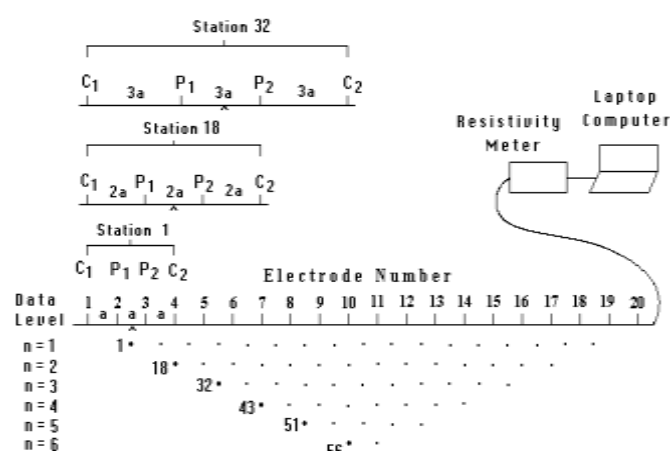 Station 32
C1 3a P1 3a P2 3a C2
Station 18
C1 2a P1 2a P2 2a C2
Station 1
C1 P1 P2 C2
Resistivity Meter
Laptop Computer
Electrode Number
Data Level
1 2 3 4 5 6 7 8 9 10 11 12 13 14 15 16 17 18 19 20
a a a
n=1 1
n=2 18
n=3 32
n=4 43
n=5 51
n=6